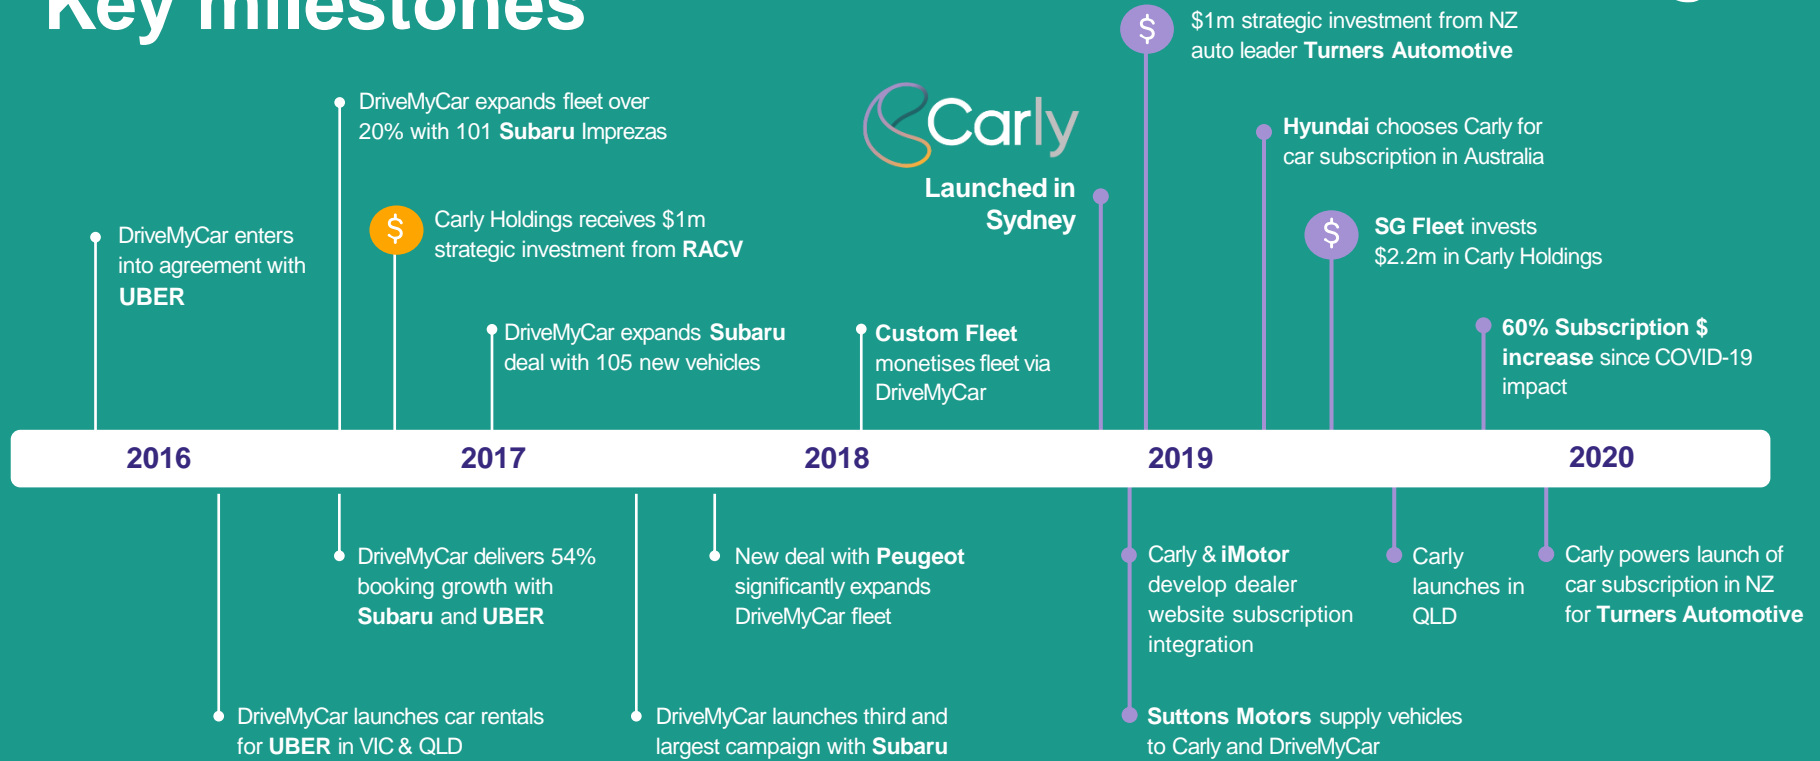 Key milestones
$
$1m strategic investment from NZ
auto leader Turners Automotive
DriveMyCar expands fleet over
20% with 101 Subaru Imprezas
Carly
Launched in
Sydney
Hyundai chooses Carly for
car subscription in Australia
DriveMyCar enters
into agreement with
UBER
$
Carly Holdings receives $1m
strategic investment from RACV
$
SG Fleet invests
$2.2m in Carly Holdings
DriveMyCar expands Subaru
deal with 105 new vehicles
Custom Fleet
monetises fleet via
DriveMyCar
60% Subscription $
increase since COVID-19
impact
2016
2017
2018
2019
2020
DriveMyCar delivers 54%
booking growth with
Subaru and UBER
New deal with Peugeot
significantly expands
DriveMyCar fleet
Carly & iMotor
develop dealer
website subscription
integration
Carly
launches in
QLD
Carly powers launch of
car subscription in NZ
for Turners Automotive
DriveMyCar launches car rentals
for UBER in VIC & QLD
DriveMyCar launches third and
largest campaign with Subaru
Suttons Motors supply vehicles
to Carly and DriveMyCar